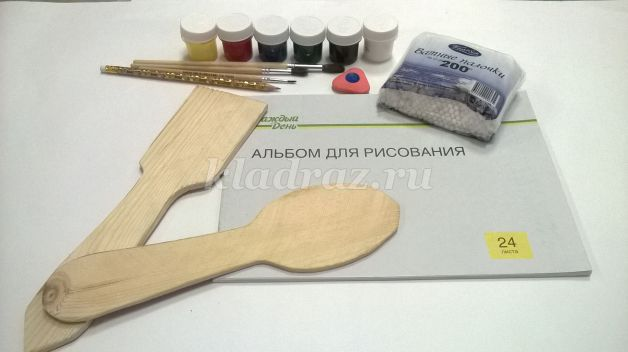 Ватные палочки
200
Каждый
День
АЛЬБОМ ДЛЯ РИСОВАНИЯ
kladraz.ru
24
листа